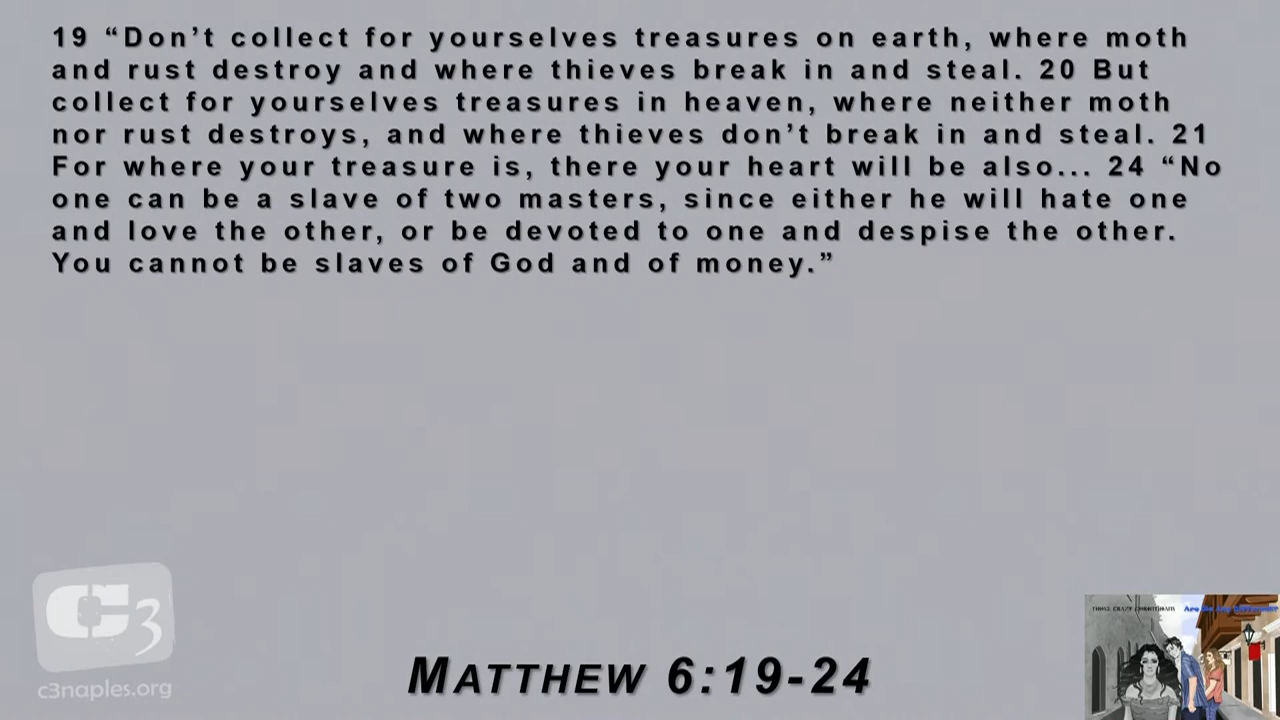 19 “Don’t collect for yourselves treasures on earth, where moth
and rust destroy and where thieves break in and steal. 20 But
collect for yourselves treasures in heaven, where neither moth
nor rust destroys, and where thieves don’t break in and steal. 21
For where your treasure is, there your heart will be also... 24 “No
one can be a slave of two masters, since either he will hate one
and love the other, or be devoted to one and despise the other.
You cannot be slaves of God and of money.”
C3
c3naples.org
MATTHEW 6:19-24
THOSE CRAZY CORINTHIANS